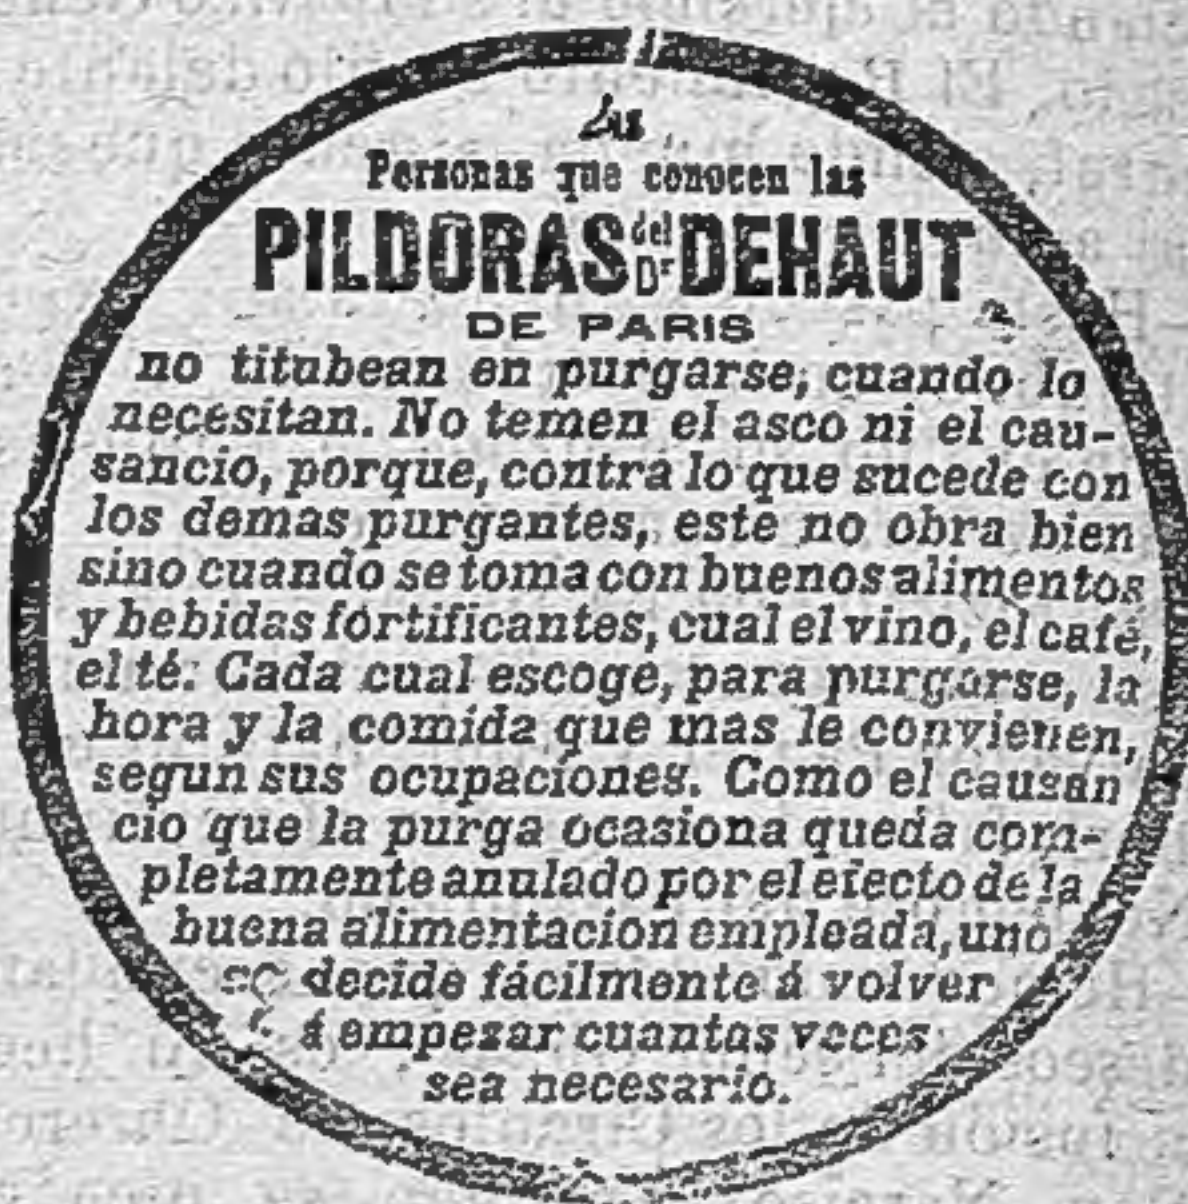 Las
Personas que conocen las
PILDORAS del Dr DEHAUT
DE PARIS
no titubean en purgarse, cuando lo
necesitan. No temen el asco ni el cau-
sancio, porque, contra lo que sucede con
los demas purgantes, este no obra bien
sino cuando se toma con buenos alimentos
y bebidas fortificantes, cual el vino, el café,
el té. Cada cual escoge, para purgarse, la
hora y la comida que mas le convienen,
segun sus ocupaciones. Como el causan
cio que la purga ocasiona queda com-
pletamente anulado por el efecto de la
buena alimentacion empleada, uno
se decide fácilmente á volver
á empezar cuantas veces
sea necesario.